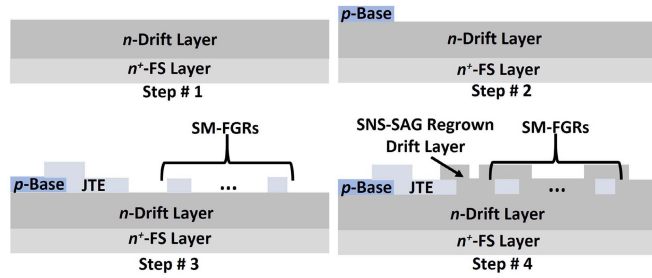 n-Drift Layer
n+-FS Layer
Step # 1
p-Base
n-Drift Layer
n+-FS Layer
Step # 2
SM-FGRs
p-Base
JTE
...
n-Drift Layer
n+-FS Layer
Step # 3
SNS-SAG Regrown
Drift Layer
SM-FGRs
p-Base
JTE
...
n-Drift Layer
n+-FS Layer
Step # 4